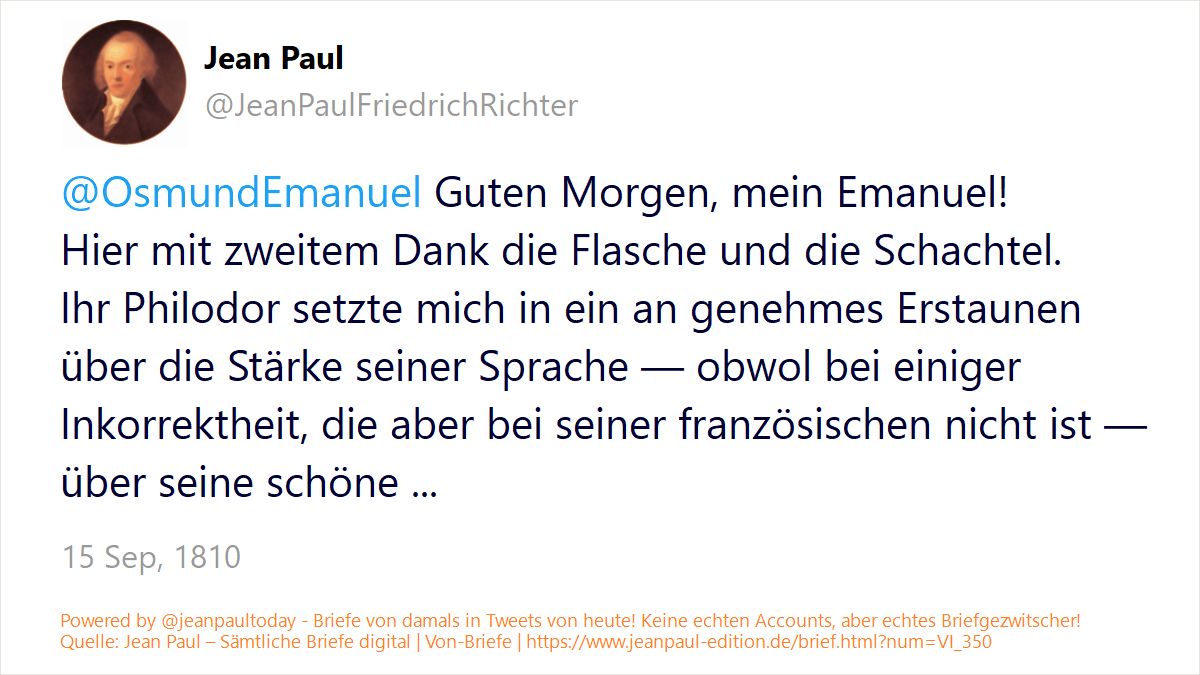 Jean Paul
@JeanPaulFriedrichRichter
@OsmundEmanuel Guten Morgen, mein Emanuel!
Hier mit zweitem Dank die Flasche und die Schachtel.
Ihr Philodor setzte mich in ein an genehmes Erstaunen
über die Stärke seiner Sprache — obwol bei einiger
Inkorrektheit, die aber bei seiner französischen nicht ist —
über seine schöne ...
15 Sep, 1810
Powered by @jeanpaultoday - Briefe von damals in Tweets von heute! Keine echten Accounts, aber echtes Briefgezwitscher!
Quelle: Jean Paul – Sämtliche Briefe digital | Von-Briefe | https://www.jeanpaul-edition.de/brief.html?num=VI_350